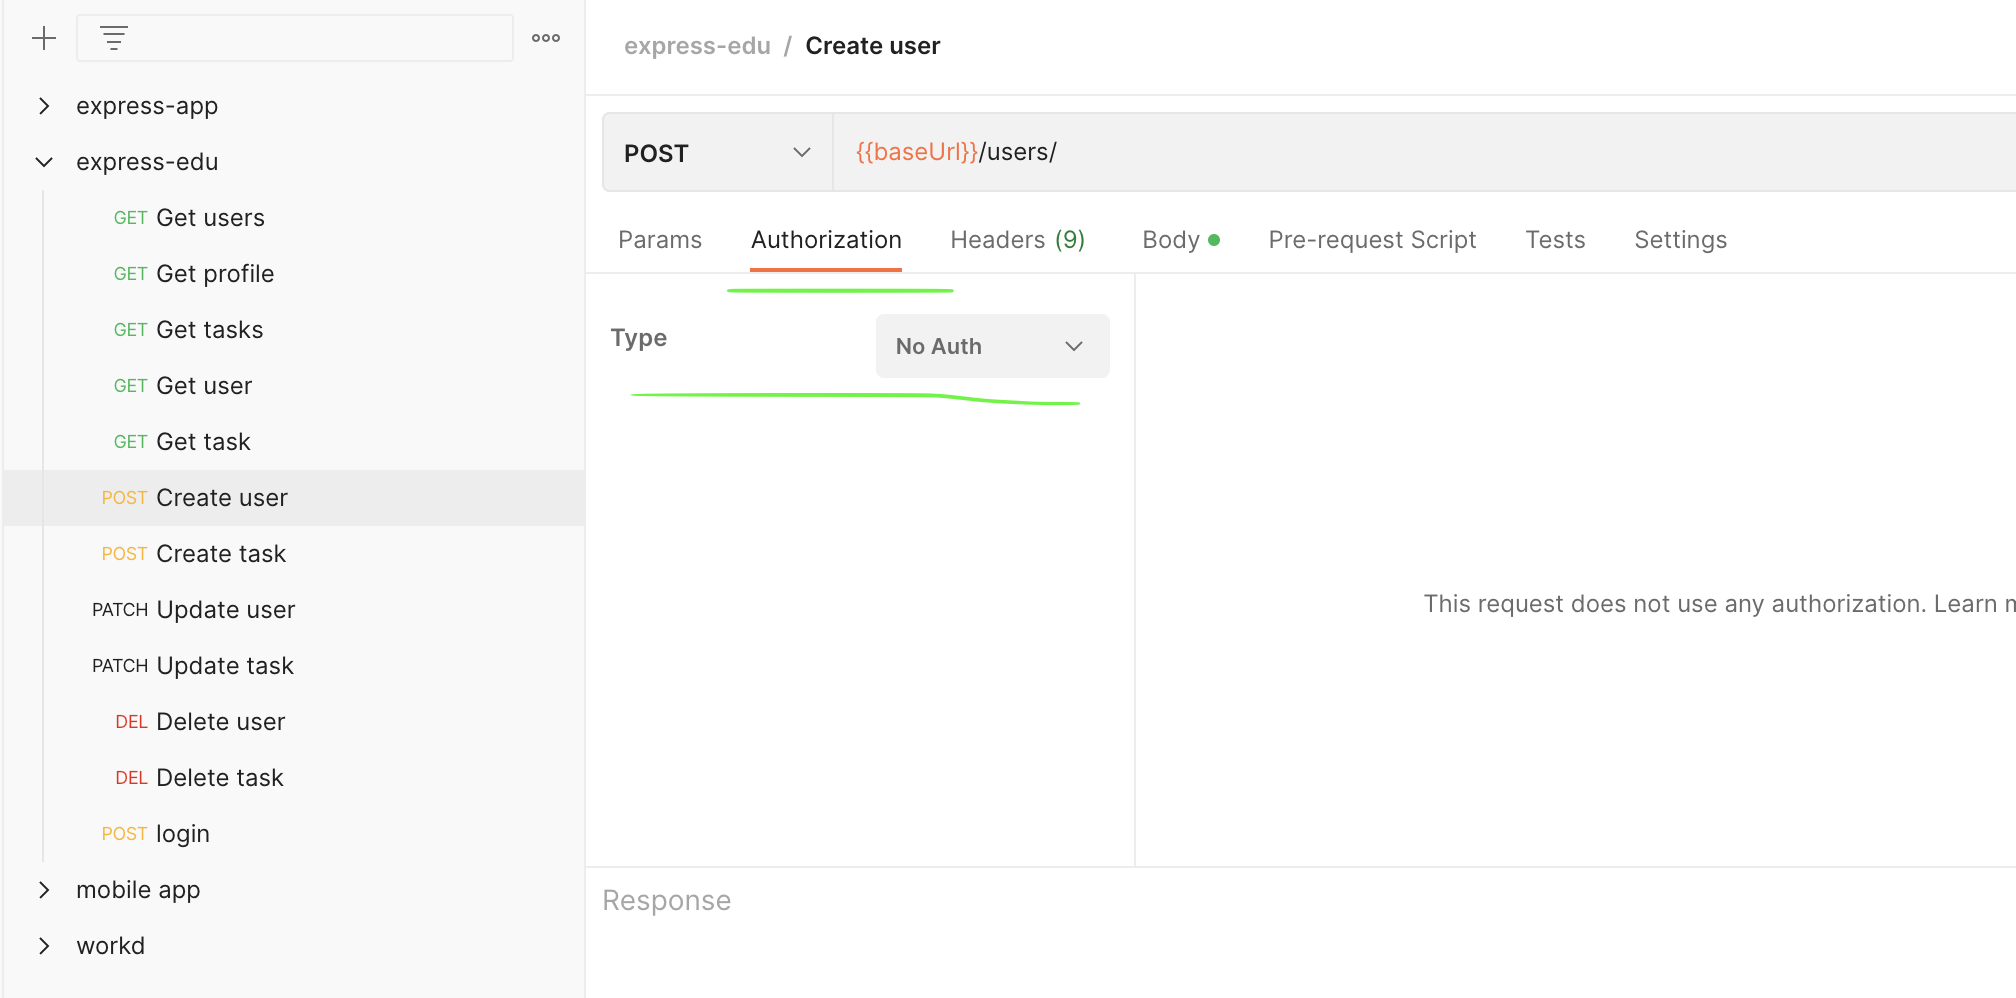 express-app
express-edu
GET Get users
GET Get profile
GET Get tasks
GET Get user
GET Get task
POST Create user
POST Create task
PATCH Update user
PATCH Update task
DEL Delete user
DEL Delete task
POST login
mobile app
workd
express-edu / Create user
POST {{baseUrl}}/users/
Params Authorization Headers (9) Body Pre-request Script Tests Settings
Type No Auth
This request does not use any authorization. Learn
Response